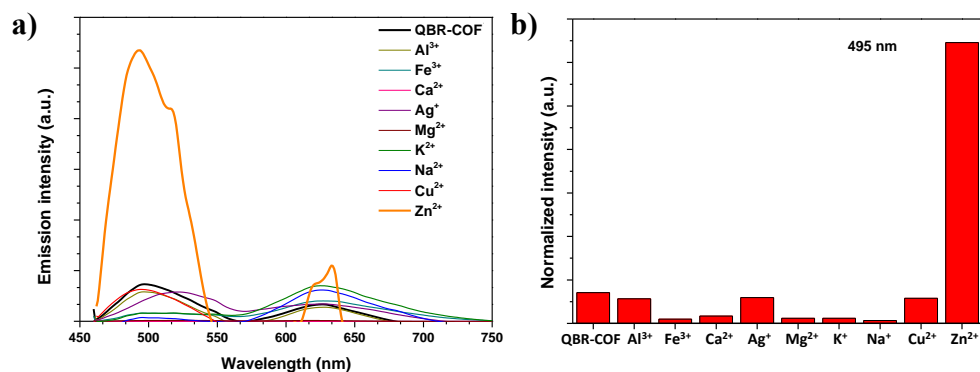 a)
Emission intensity (a.u.)
QBR-COF
Al³⁺
Fe³⁺
Ca²⁺
Ag⁺
Mg²⁺
K²⁺
Na²⁺
Cu²⁺
Zn²⁺
450 500 550 600 650 700 750
Wavelength (nm)
b)
Normalized intensity (a.u.)
495 nm
QBR-COF Al³⁺ Fe³⁺ Ca²⁺ Ag⁺ Mg²⁺ K⁺ Na⁺ Cu²⁺ Zn²⁺